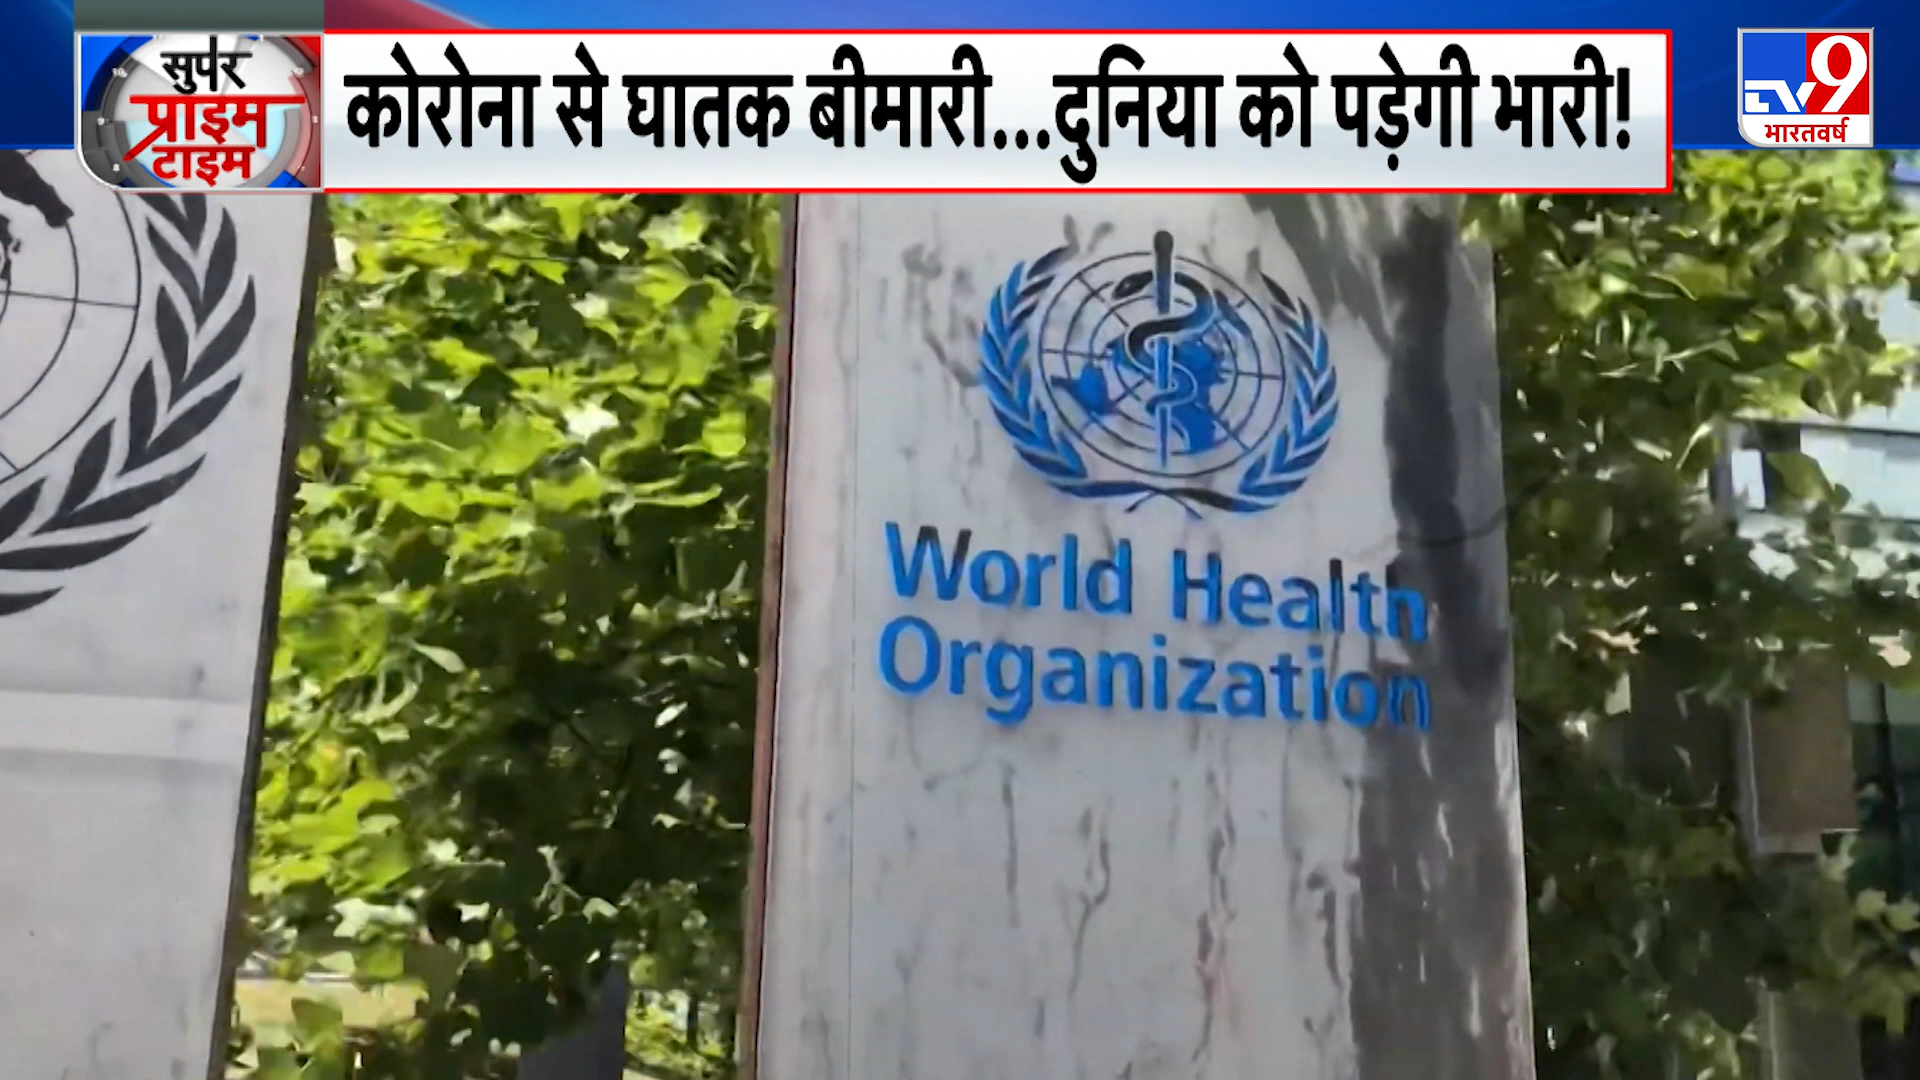 सुपर
प्राइम
टाइम
कोरोना से घातक बीमारी...दुनिया को पड़ेगी भारी!
TV9
भारतवर्ष
World Health
Organization